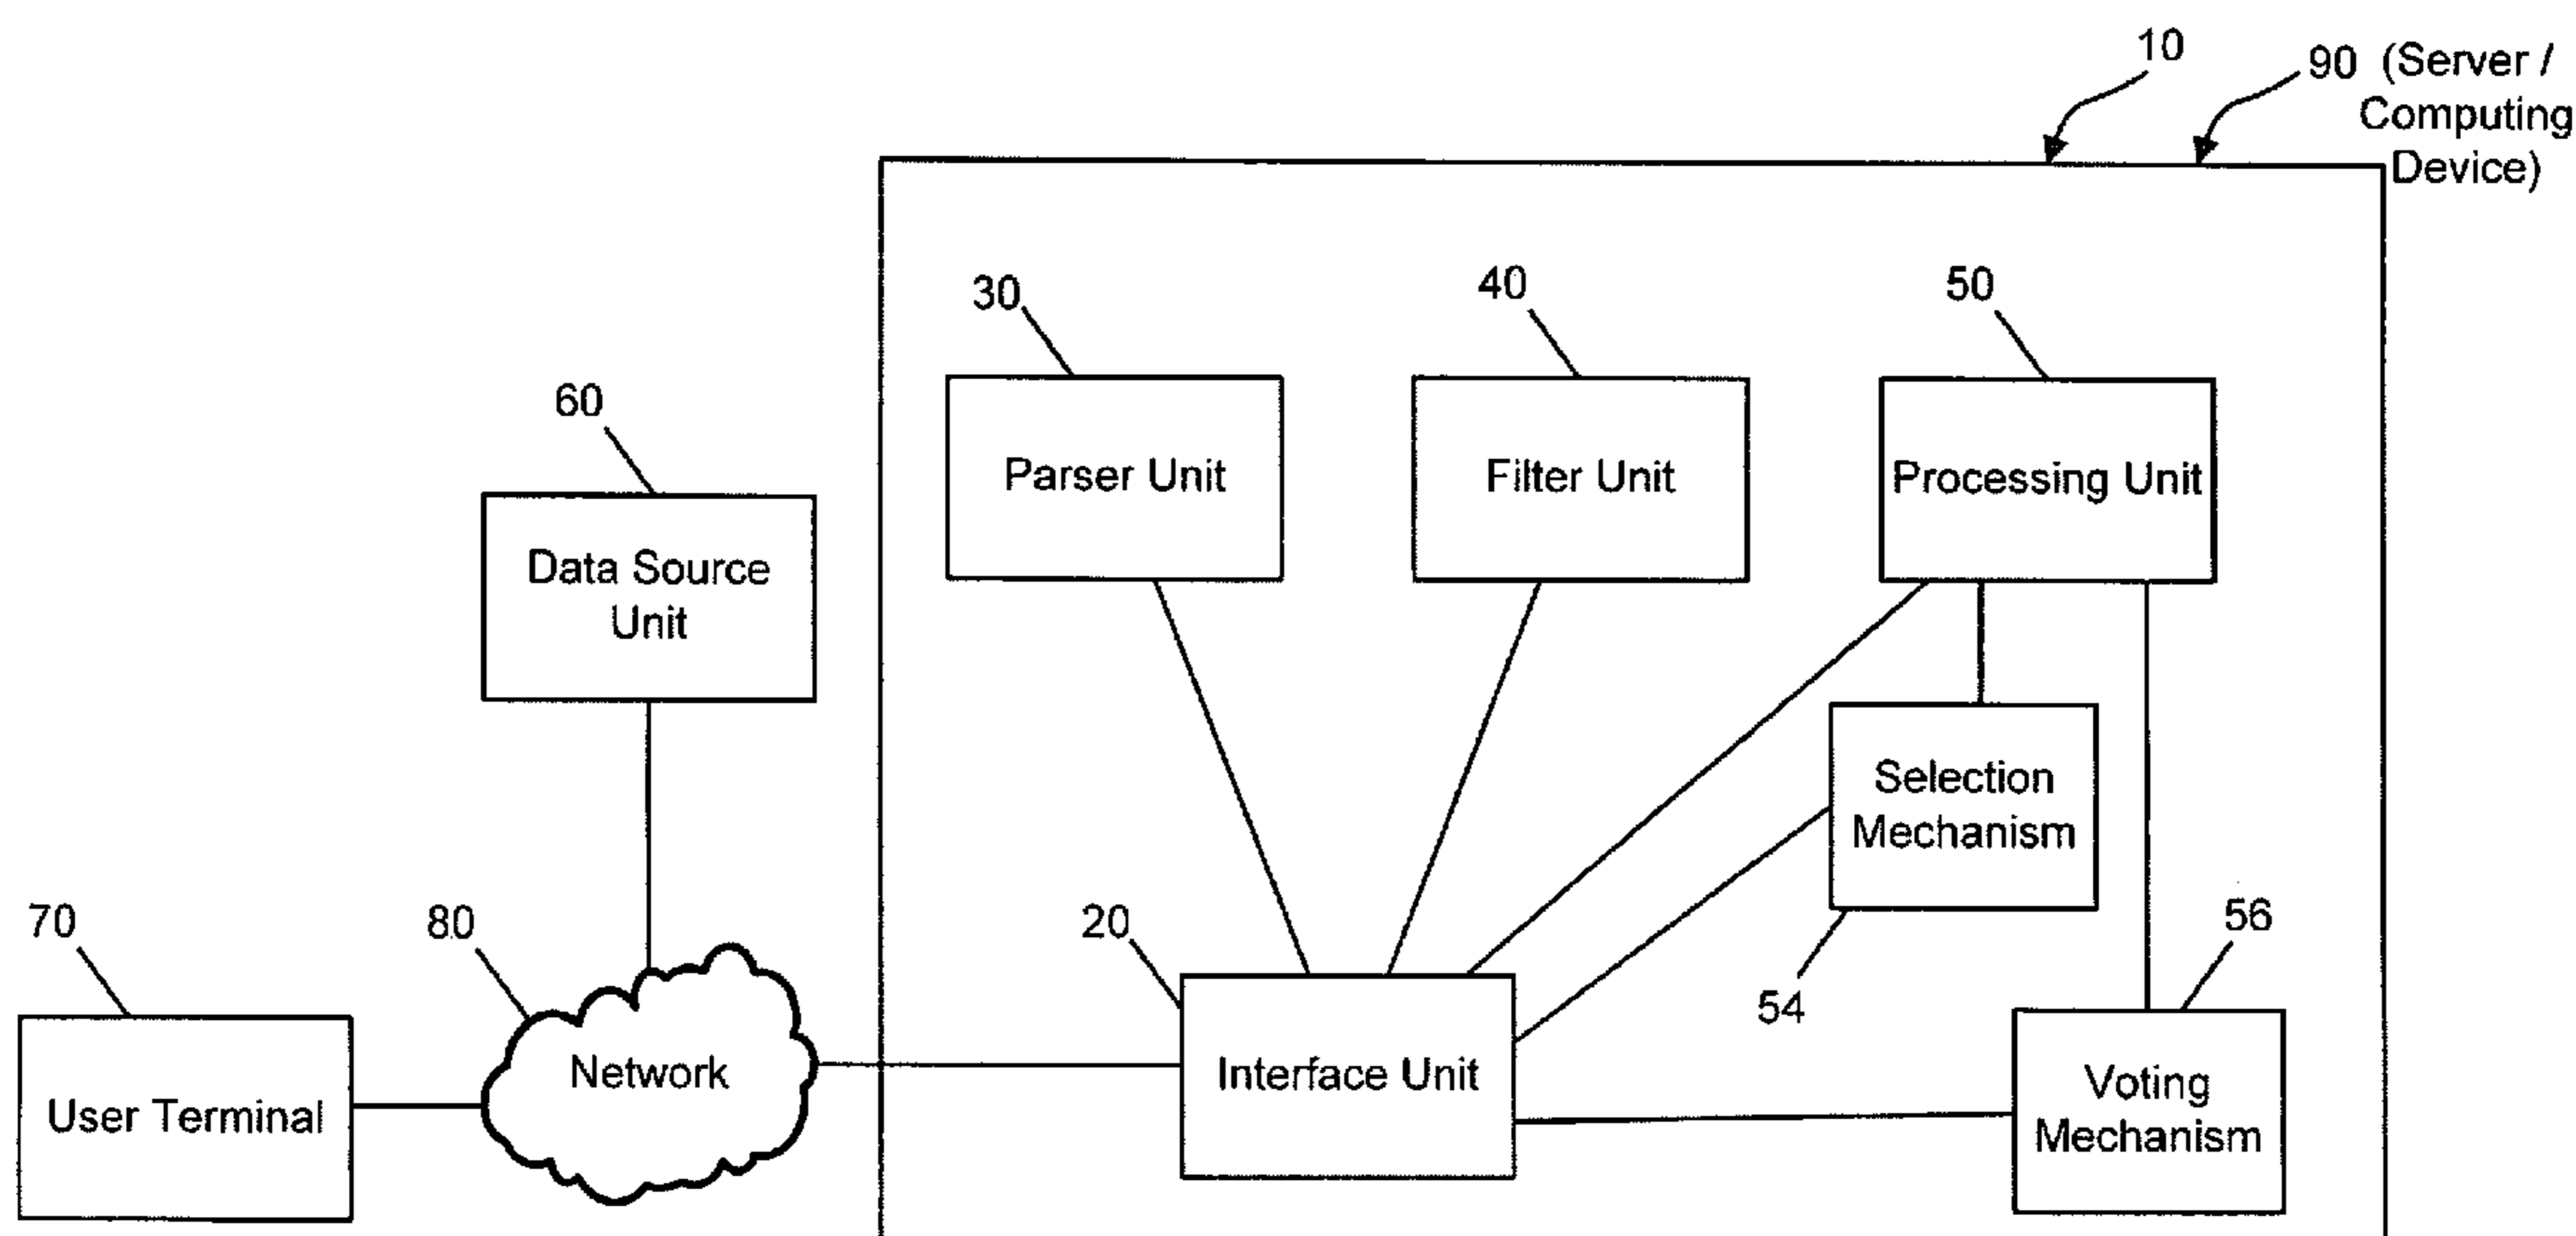 10
90 (Server /
Computing
Device)
30
40
50
60
Parser Unit
Filter Unit
Processing Unit
Data Source
Unit
Selection
Mechanism
70
80
20
54
56
User Terminal
Network
Interface Unit
Voting
Mechanism